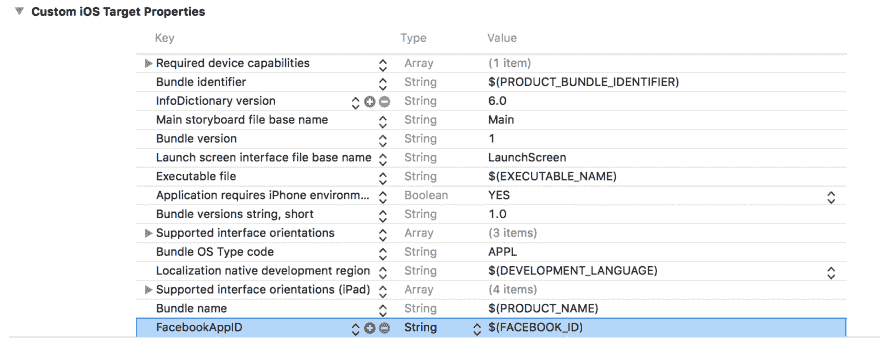 Custom iOS Target Properties
Key Type Value
Required device capabilities Array (1 item)
Bundle identifier String $(PRODUCT_BUNDLE_IDENTIFIER)
InfoDictionary version String 6.0
Main storyboard file base name String Main
Bundle version String 1
Launch screen interface file base name String LaunchScreen
Executable file String $(EXECUTABLE_NAME)
Application requires iPhone environm... Boolean YES
Bundle versions string, short String 1.0
Supported interface orientations Array (3 items)
Bundle OS Type code String APPL
Localization native development region String $(DEVELOPMENT_LANGUAGE)
Supported interface orientations (iPad) Array (4 items)
Bundle name String $(PRODUCT_NAME)
FacebookAppID String $(FACEBOOK_ID)